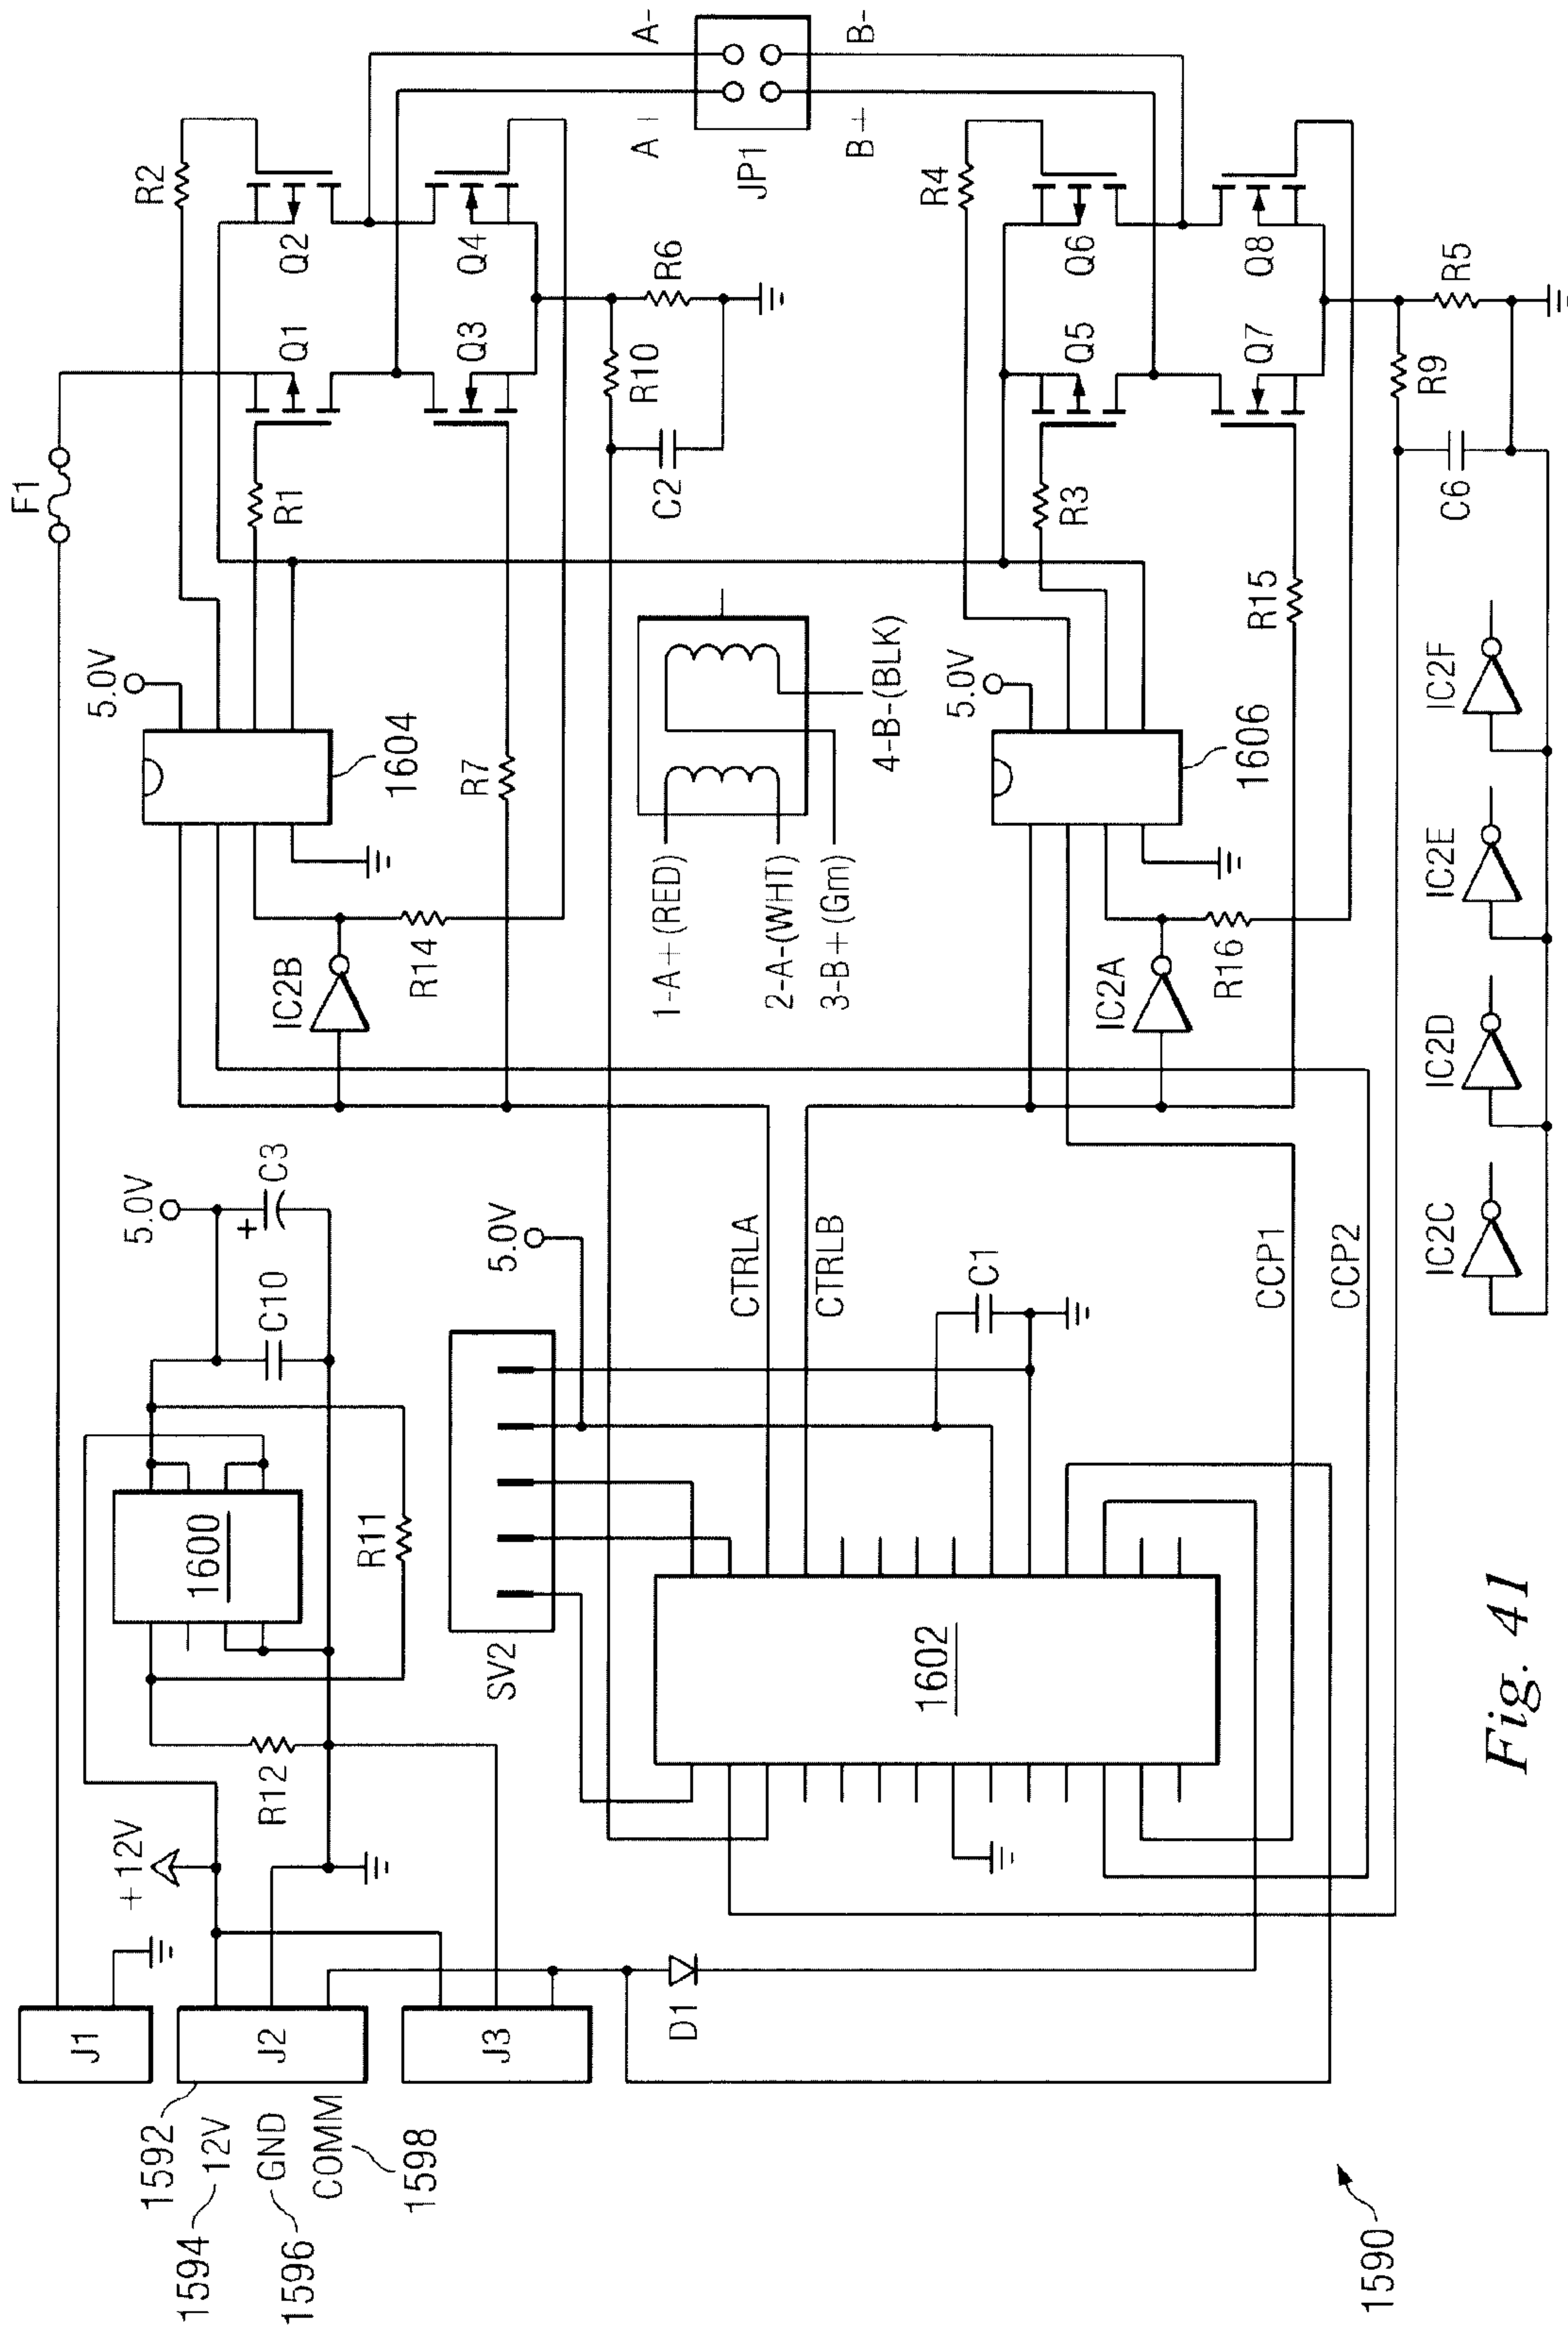 F1
R2
A-
A+
Q1
Q2
Q3
Q4
5.0V
R1
1604
R7
R10
R6
C2
JP1
B+
B-
IC2B
R14
1-A+(RED)
2-A-(WHT)
3-B+(Gm)
4-B-(BLK)
R4
Q5
Q6
Q7
Q8
5.0V
R3
1606
R15
R9
R5
C6
IC2A
R16
IC2C
IC2D
IC2E
IC2F
5.0V
+
C3
C10
1600
R11
R12
+12V
5.0V
SV2
CTRLA
CTRLB
C1
CCP1
CCP2
1602
J1
J2
J3
D1
1592
1594
12V
1596
GND
COMM
1598
1590
Fig. 41